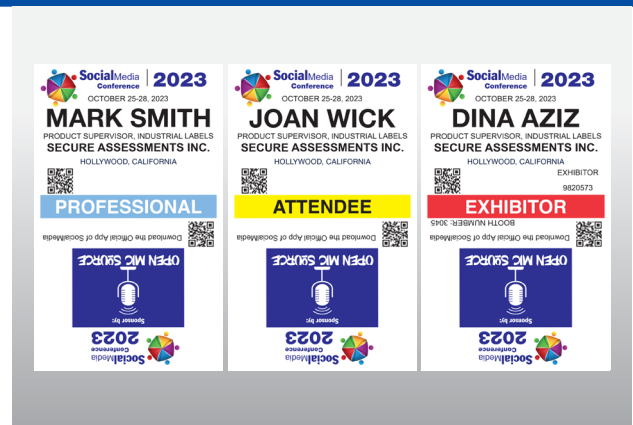 SocialMedia Conference 2023
OCTOBER 25-28, 2023
MARK SMITH
PRODUCT SUPERVISOR, INDUSTRIAL LABELS
SECURE ASSESSMENTS INC.
HOLLYWOOD, CALIFORNIA
PROFESSIONAL
Download the Official App of SocialMedia
OPEN MIC SOURCE
Sponsor by:
SocialMedia Conference 2023
SocialMedia Conference 2023
OCTOBER 25-28, 2023
JOAN WICK
PRODUCT SUPERVISOR, INDUSTRIAL LABELS
SECURE ASSESSMENTS INC.
HOLLYWOOD, CALIFORNIA
ATTENDEE
Download the Official App of SocialMedia
OPEN MIC SOURCE
Sponsor by:
SocialMedia Conference 2023
SocialMedia Conference 2023
OCTOBER 25-28, 2023
DINA AZIZ
PRODUCT SUPERVISOR, INDUSTRIAL LABELS
SECURE ASSESSMENTS INC.
HOLLYWOOD, CALIFORNIA
EXHIBITOR
9820573
EXHIBITOR
BOOTH NUMBER: 3045
Download the Official App of SocialMedia
OPEN MIC SOURCE
Sponsor by:
SocialMedia Conference 2023